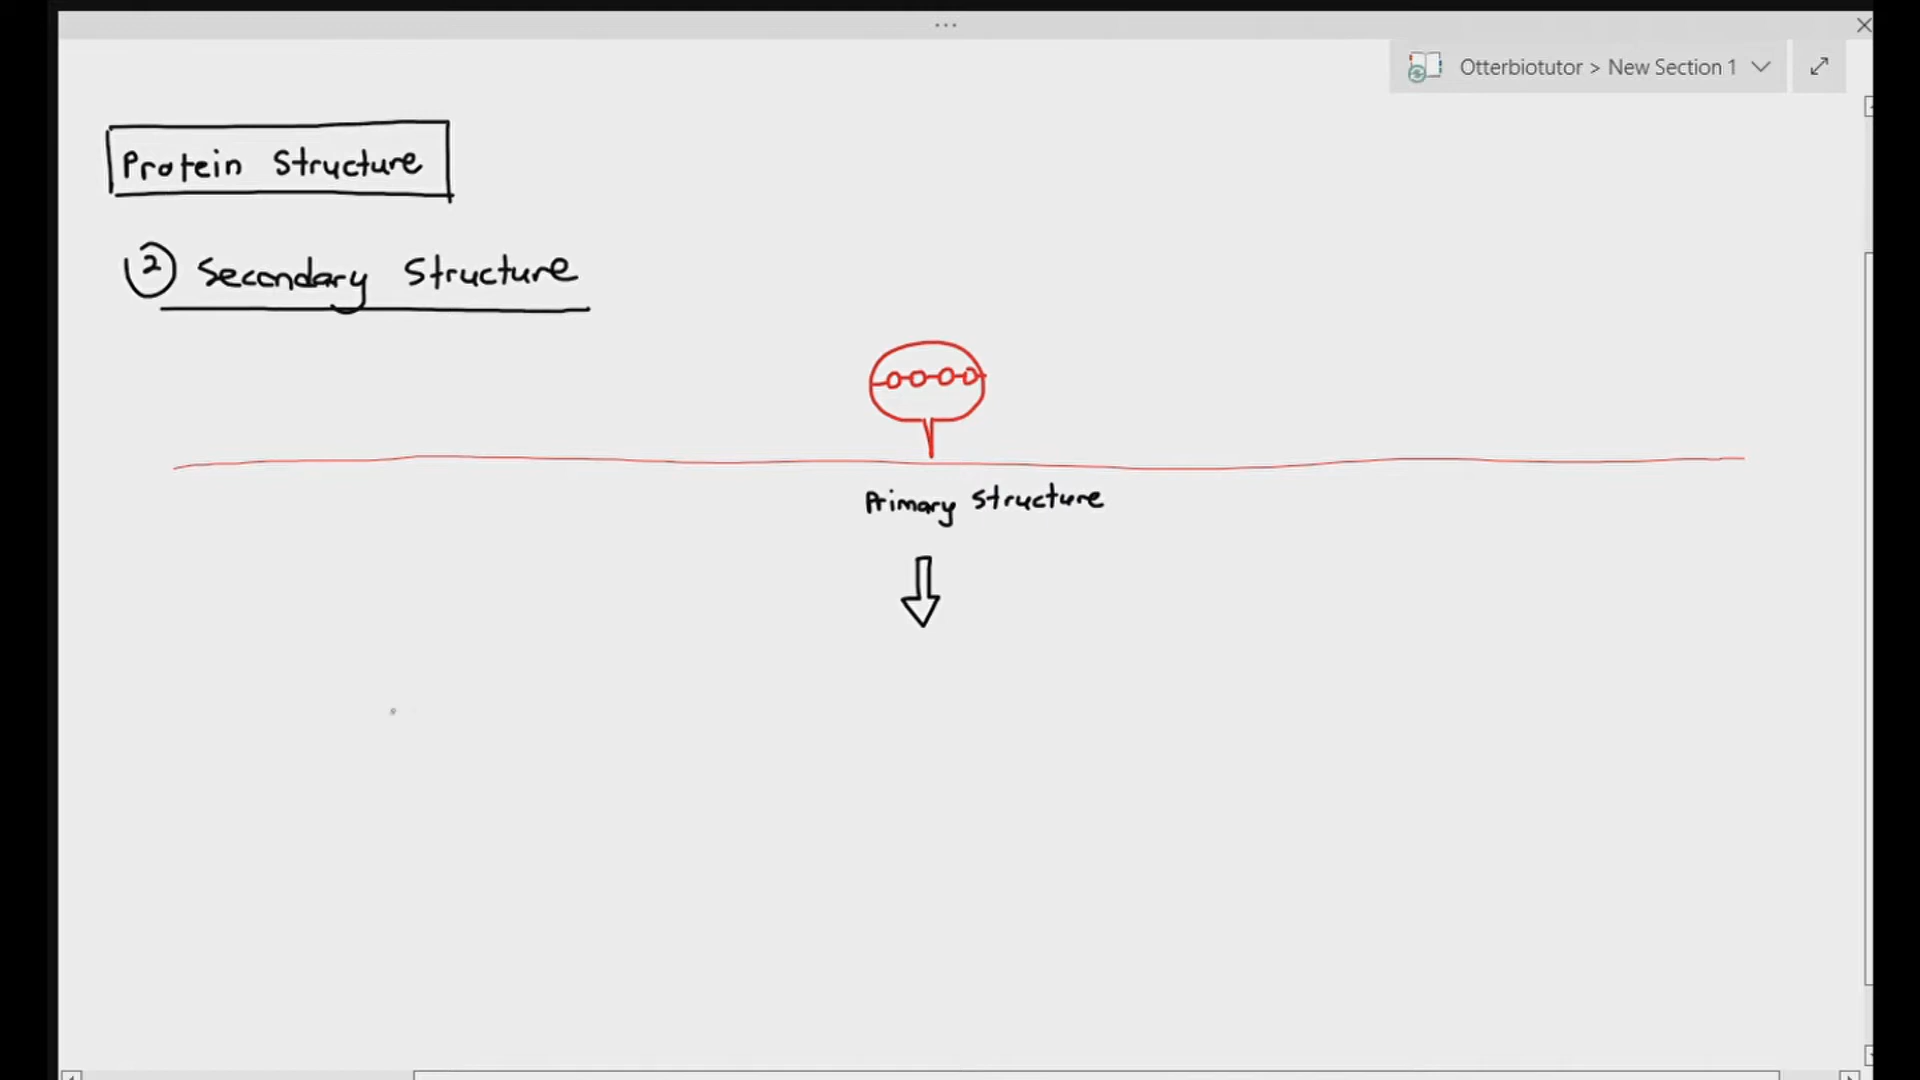 Otterbiotutor > New Section 1
Protein Structure
2 Secondary Structure
Primary Structure